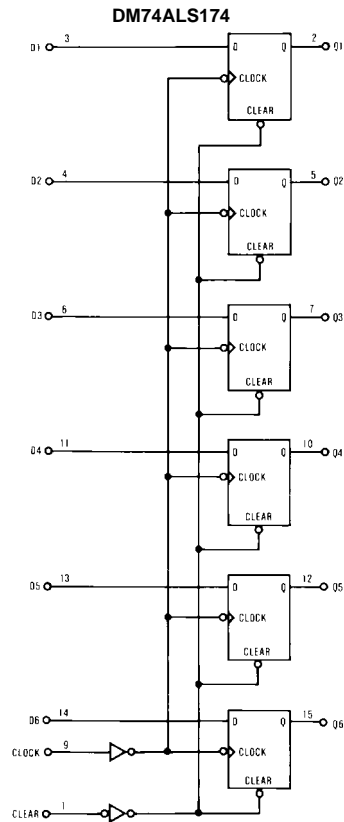 DM74ALS174
D1 3 D Q 2 Q1
CLOCK
CLEAR
D2 4 D Q 5 Q2
CLOCK
CLEAR
D3 6 D Q 7 Q3
CLOCK
CLEAR
D4 11 D Q 10 Q4
CLOCK
CLEAR
D5 13 D Q 12 Q5
CLOCK
CLEAR
D6 14 D Q 15 Q6
CLOCK 9 CLOCK
CLEAR
CLEAR 1